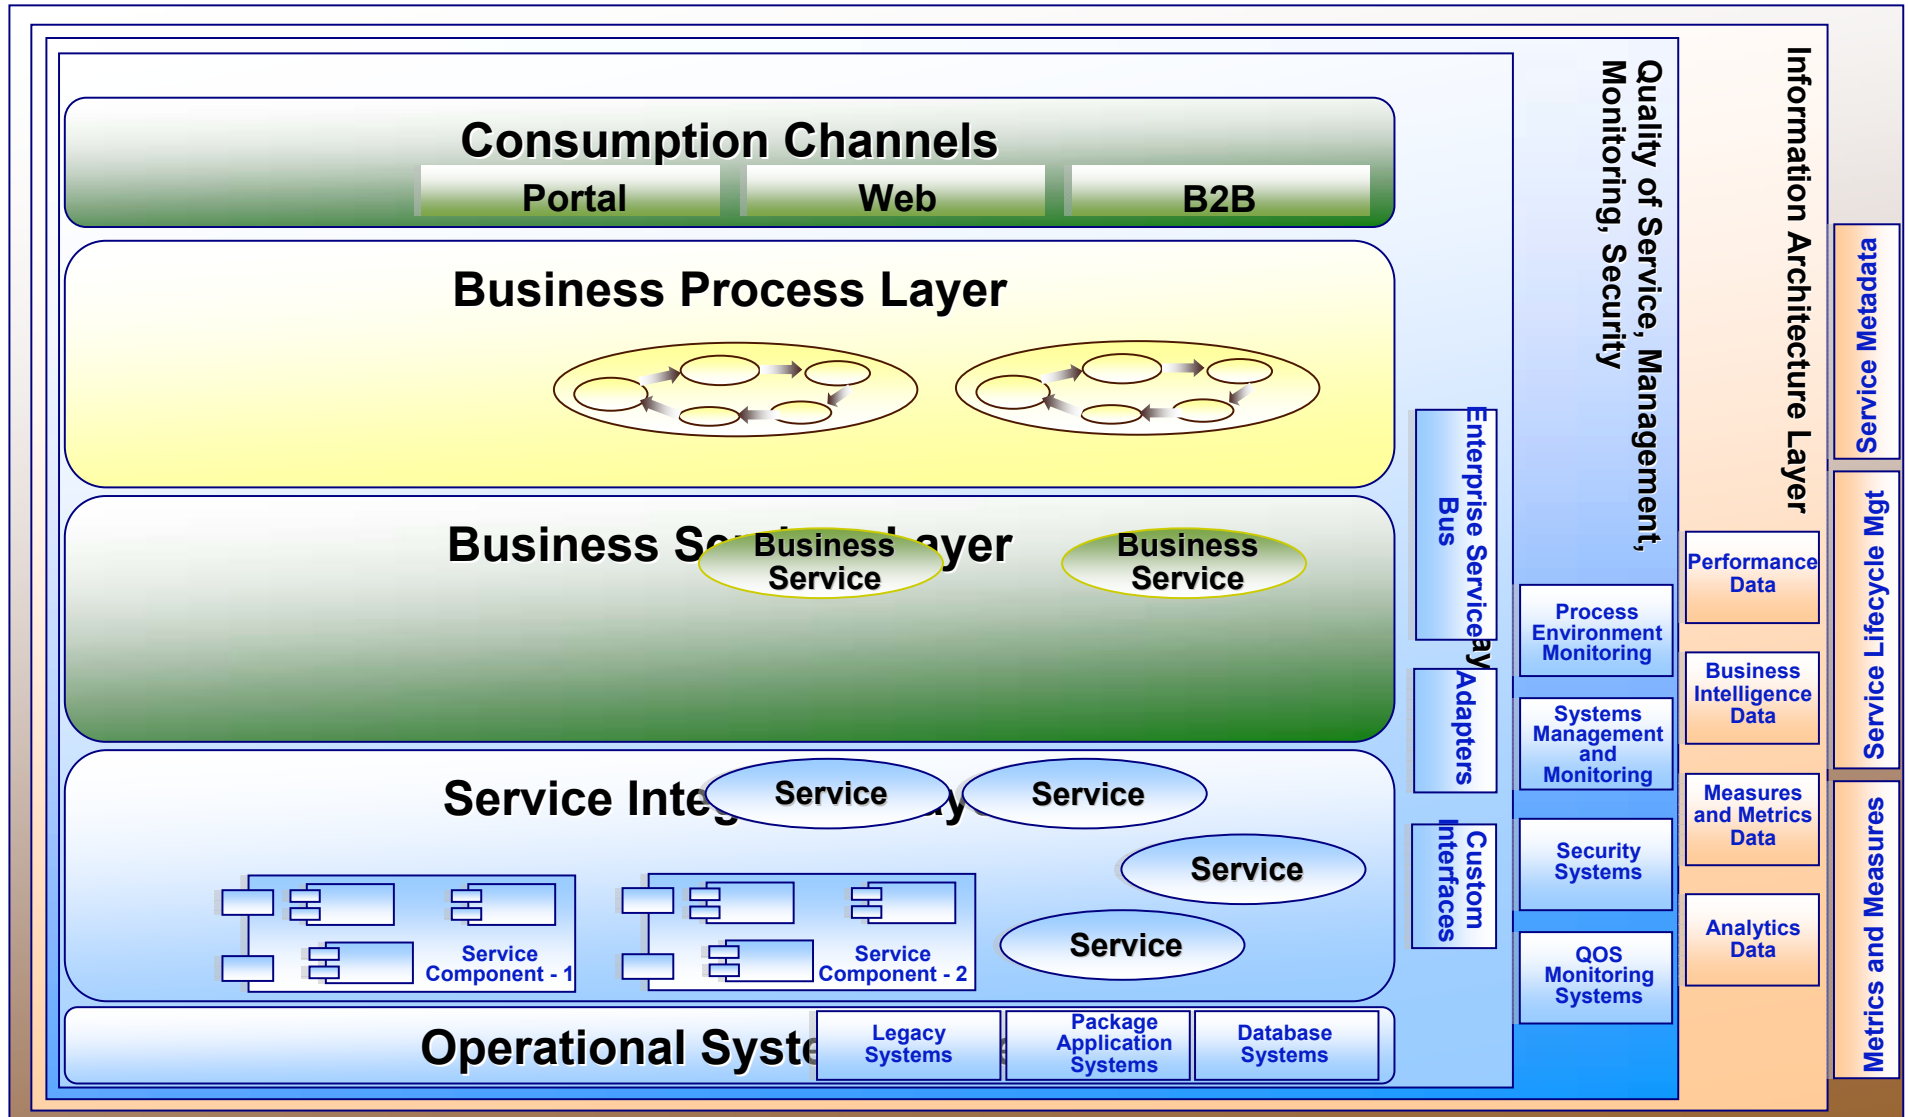 Consumption Channels
Portal
Web
B2B
Business Process Layer
Business
Business
Service
Business
Service
Service
Service
Service
Service
Service
Service
Component - 1
Service
Component - 2
Operational
Legacy
Systems
Package
Application
Systems
Database
Systems
Enterprise Service
Bus
Adapters
Custom
Interfaces
Quality of Service, Management,
Monitoring, Security
Process
Environment
Monitoring
Systems
Management
and
Monitoring
Security
Systems
QOS
Monitoring
Systems
Information Architecture Layer
Performance
Data
Business
Intelligence
Data
Measures
and Metrics
Data
Analytics
Data
Service Metadata
Service Lifecycle Mgt
Metrics and Measures